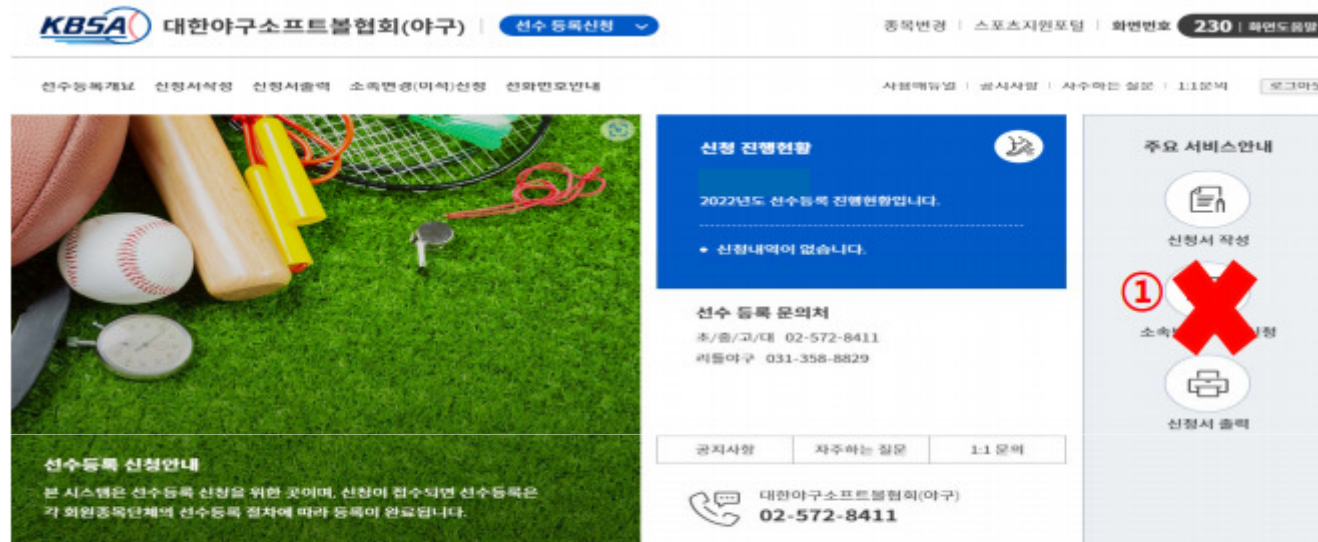 KBSA 대한야구소프트볼협회(야구) 선수 등록신청
종목변경 스포츠지원포털 화면번호 230 화면도움말
선수등록개요 신청서작성 신청서출력 소속변경(이적)신청 전화번호안내
사용매뉴얼 공지사항 자주하는 질문 1:1문의
신청 진행현황
2022년도 선수등록 진행현황입니다.
• 신청내역이 없습니다.
선수 등록 문의처
초/중/고/대 02-572-8411
리틀야구 031-358-8829
공지사항 자주하는 질문 1:1 문의
대한야구소프트볼협회(야구)
02-572-8411
주요 서비스안내
신청서 작성
①
신청서 출력
선수등록 신청안내
본 시스템은 선수등록 신청을 위한 곳이며, 신청이 접수되면 선수등록은
각 회원종목단체의 선수등록 절차에 따라 등록이 완료됩니다.